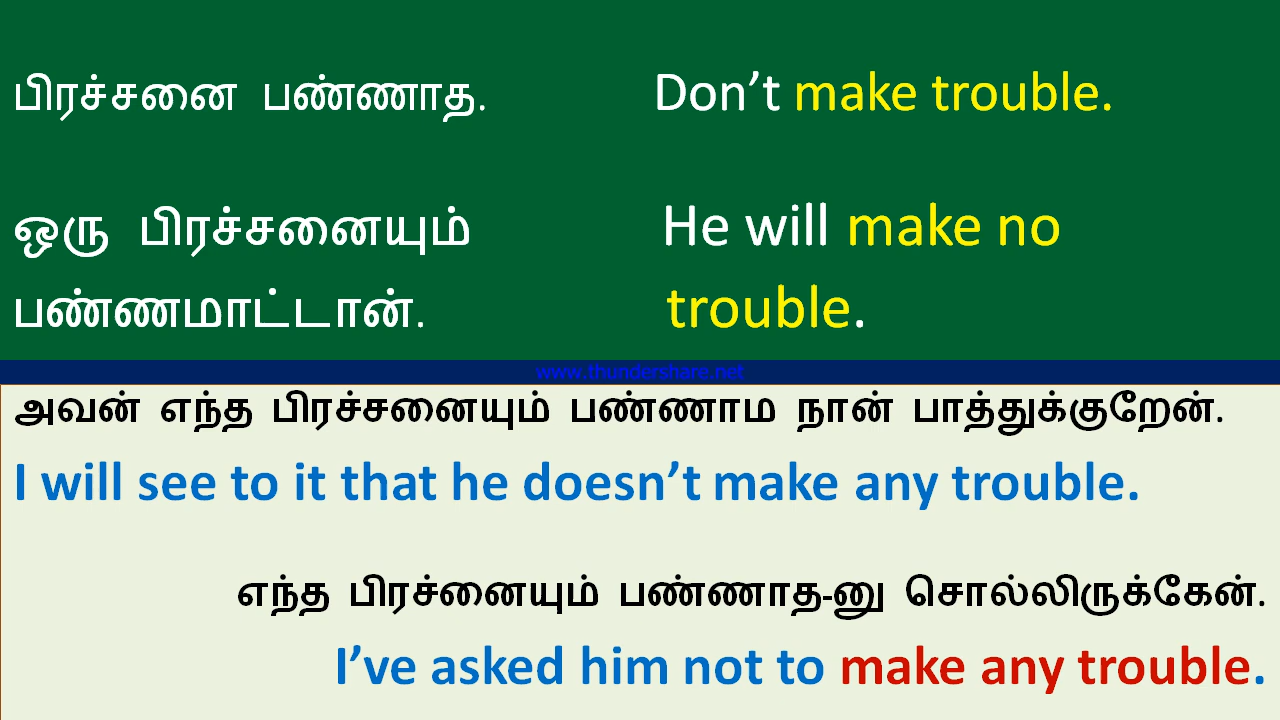 பிரச்சனை பண்ணாத. Don't make trouble.
ஒரு பிரச்சனையும் He will make no
பண்ணமாட்டான். trouble.
www.thundershare.net
அவன் எந்த பிரச்சனையும் பண்ணாம நான் பாத்துக்குறேன்.
I will see to it that he doesn't make any trouble.
எந்த பிரச்னையும் பண்ணாத-னு சொல்லிருக்கேன்.
I've asked him not to make any trouble.